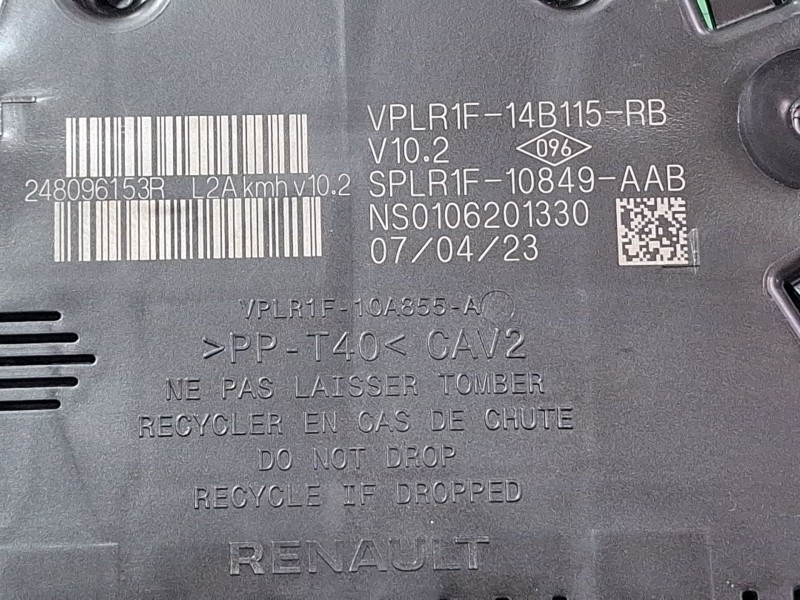 VPLR1F-14B115-RB
V10.2 096
248096153R L2A kmh v10.2
SPLR1F-10849-AAB
NS0106201330
07/04/23
VPLR1F-10A855-A
>PP-T40< CAV2
NE PAS LAISSER TOMBER
RECYCLER EN CAS DE CHUTE
DO NOT DROP
RECYCLE IF DROPPED
RENAULT